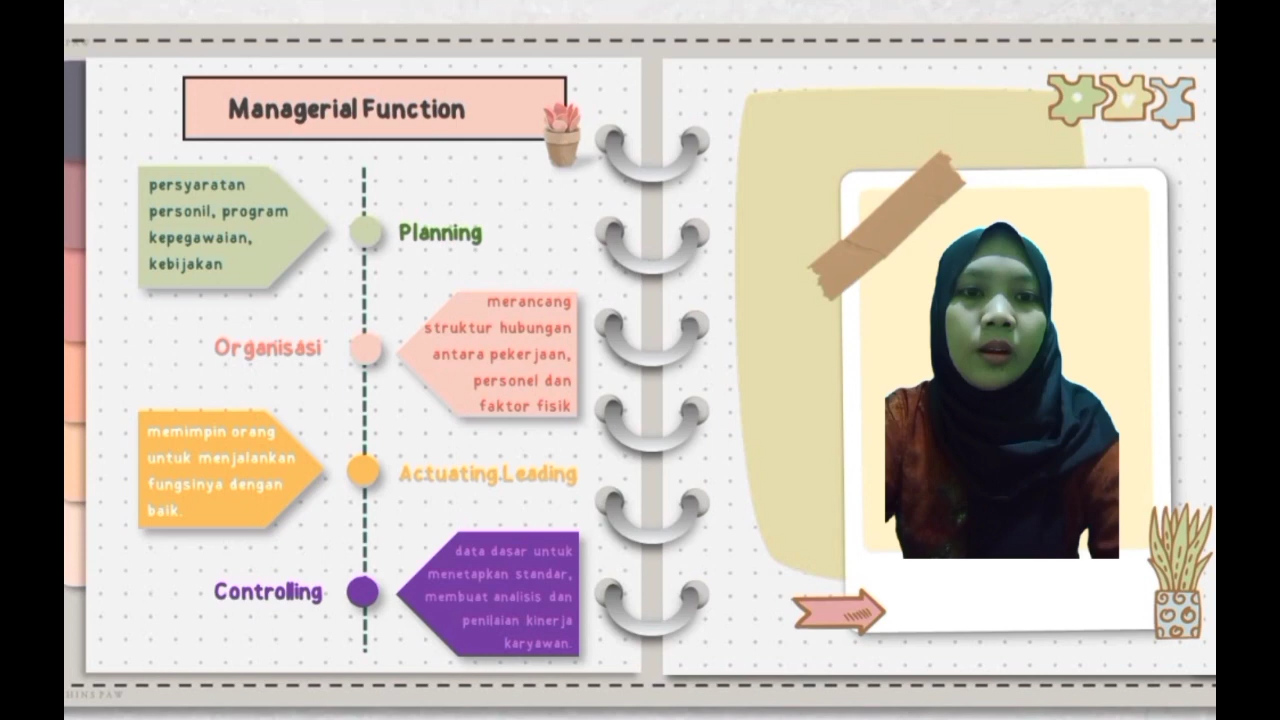 Managerial Function
persyaratan
personil, program
kepegawaian,
kebijakan
Planning
merancang
struktur hubungan
antara pekerjaan,
personel dan
faktor fisik
Organisasi
memimpin orang
untuk menjalankan
fungsinya dengan
baik.
Actuating.Leading
data dasar untuk
menetapkan standar,
membuat analisis dan
penilaian kinerja
karyawan.
Controlling